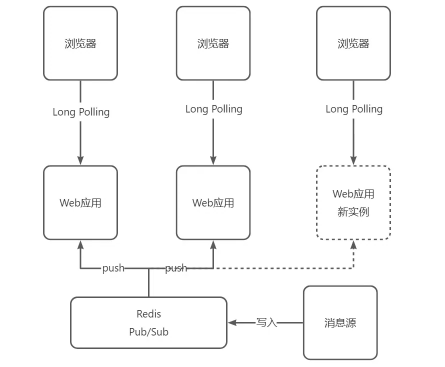 浏览器
浏览器
浏览器
Long Polling
Long Polling
Long Polling
Web应用
Web应用
Web应用
新实例
push
push
Redis
Pub/Sub
写入
消息源